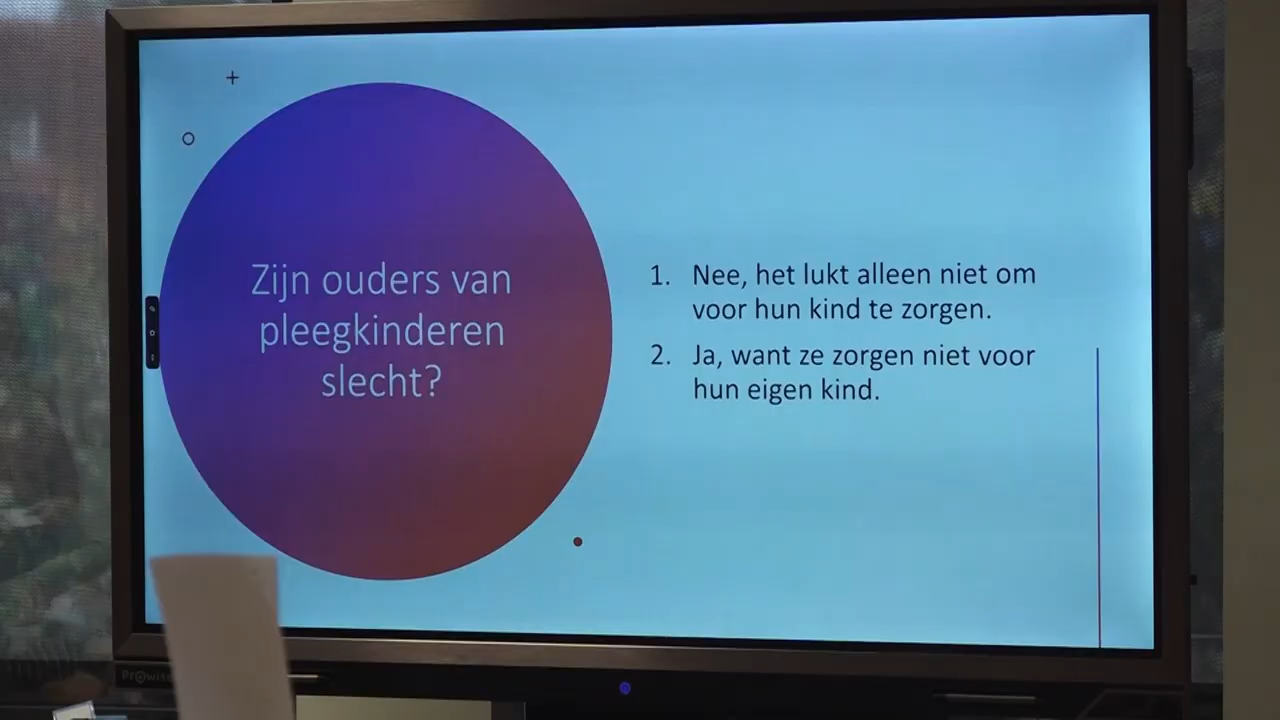 Zijn ouders van
pleegkinderen
slecht?
1. Nee, het lukt alleen niet om
voor hun kind te zorgen.
2. Ja, want ze zorgen niet voor
hun eigen kind.